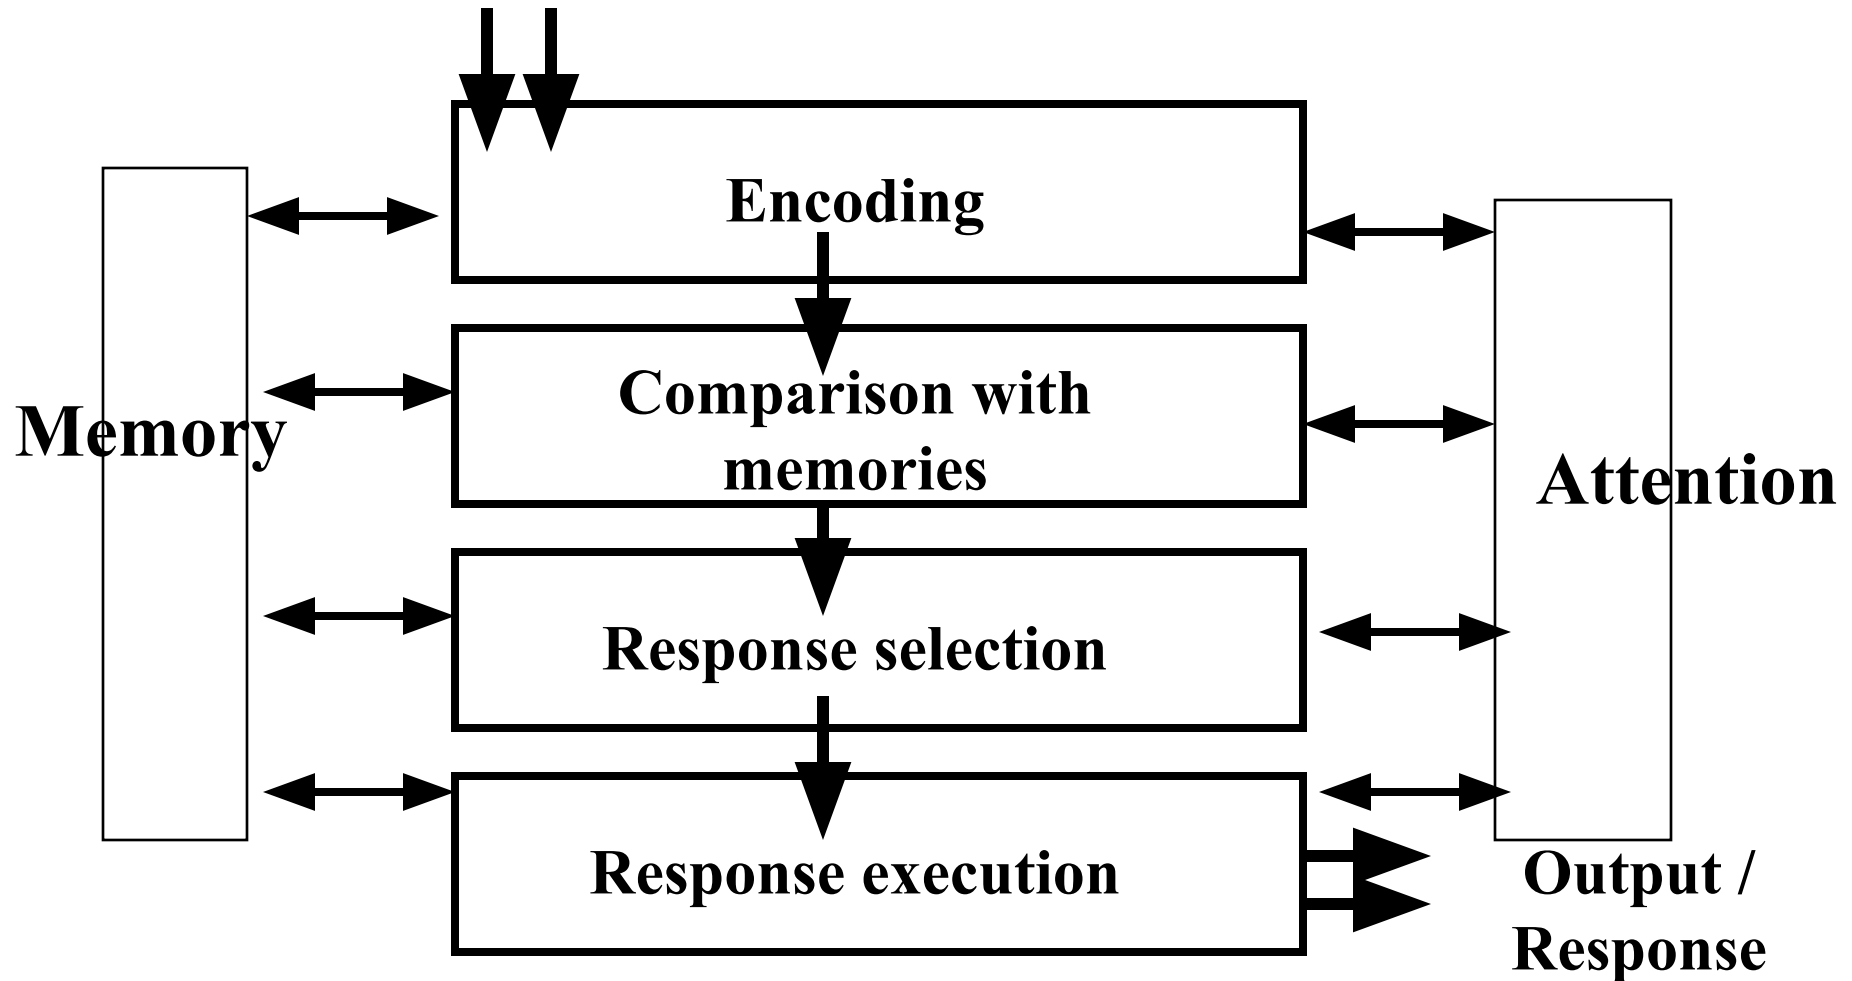 Encoding
Comparison with
memories
Memory
Attention
Response selection
Response execution
Output /
Response